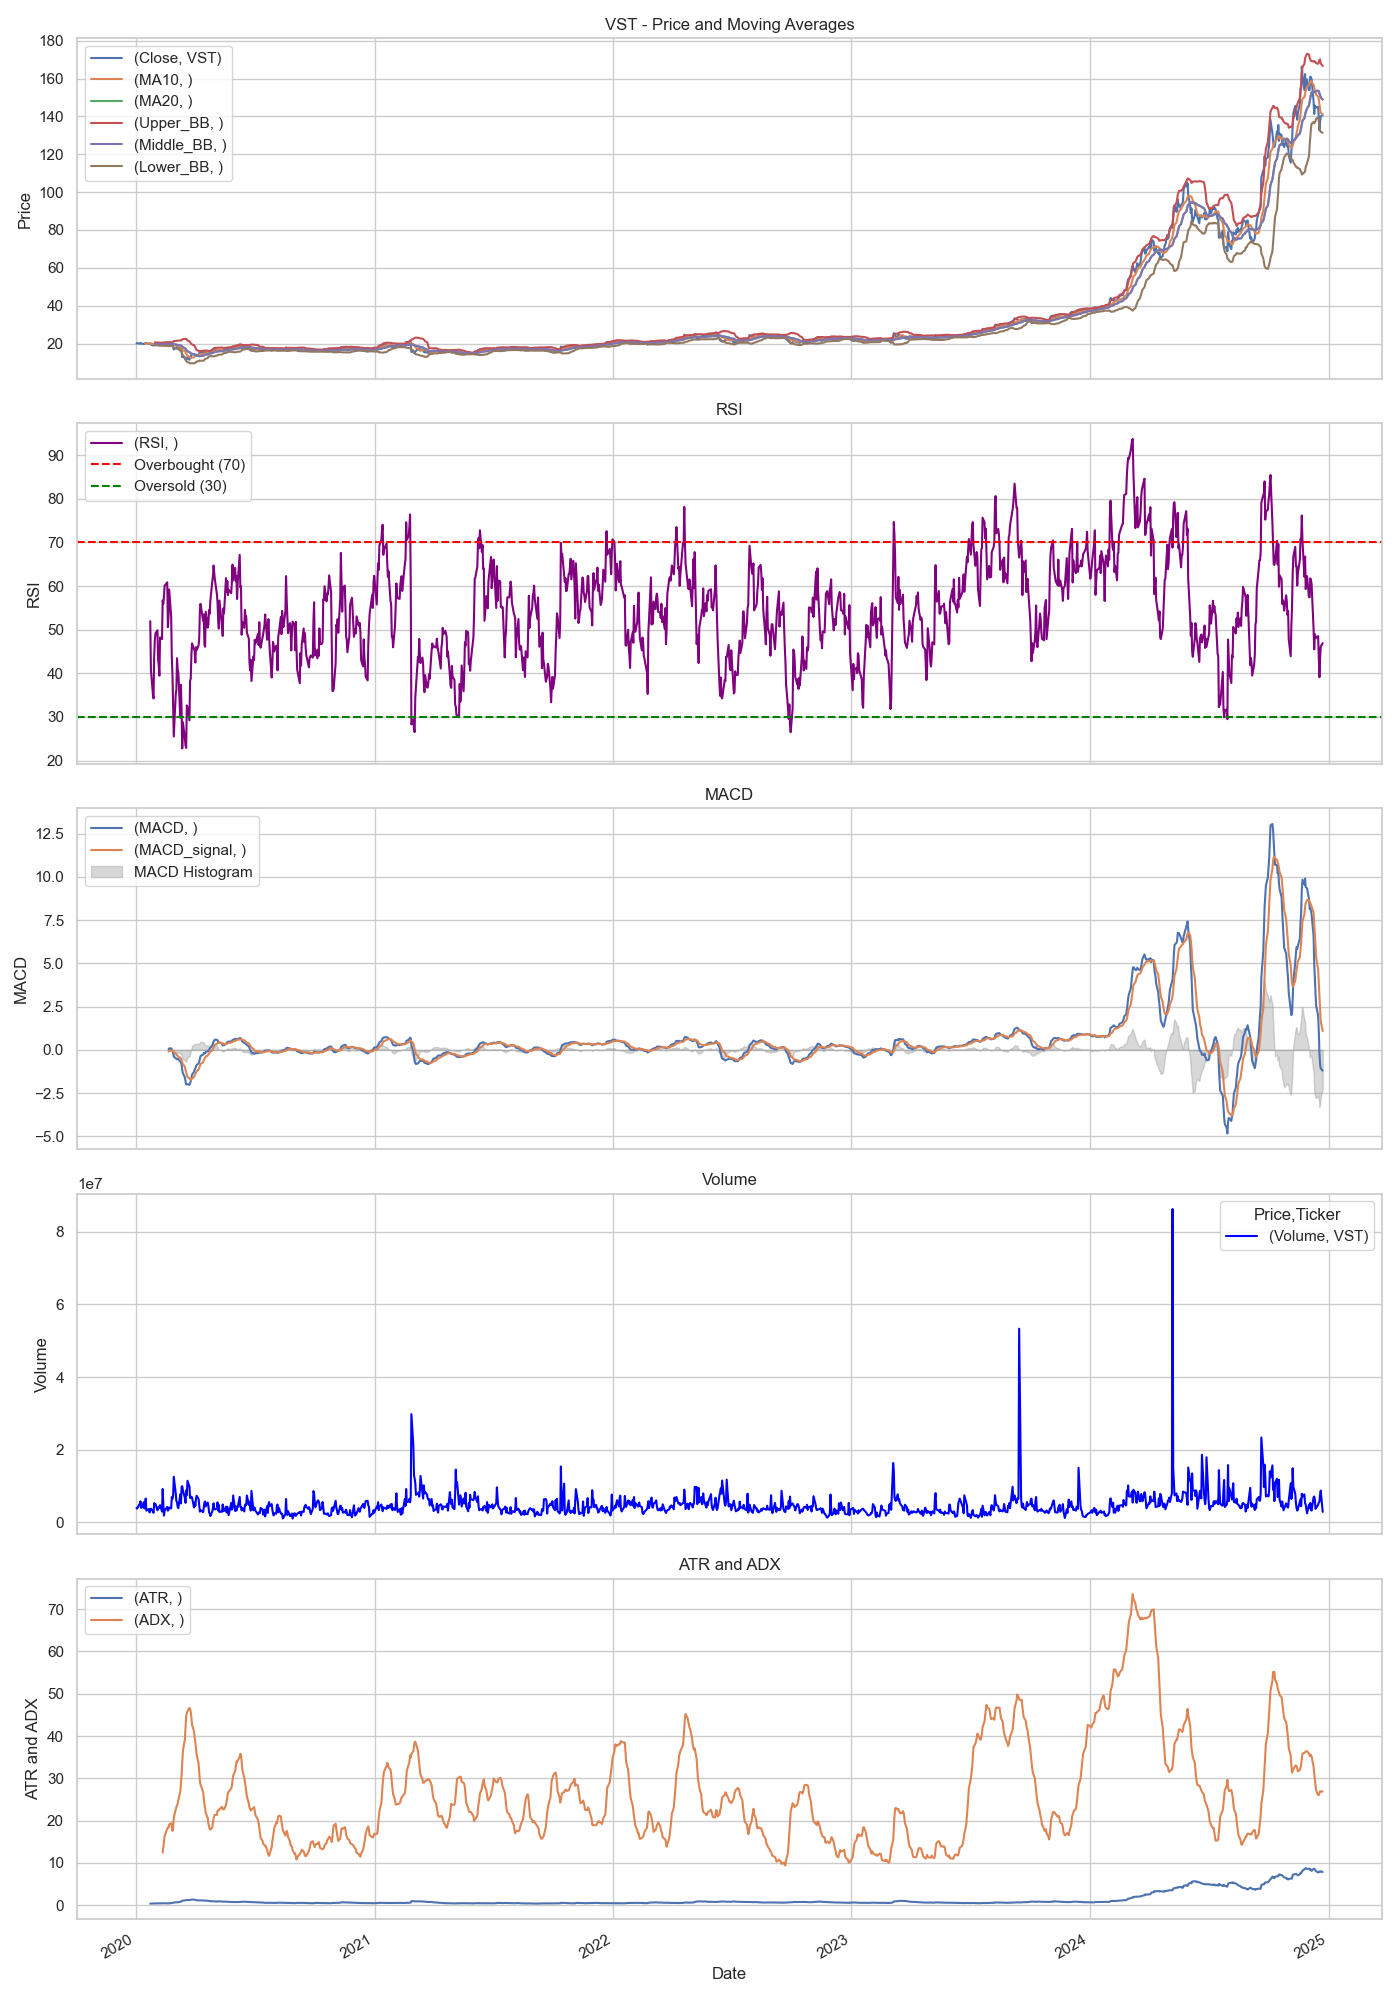 VST - Price and Moving Averages
180
160
140
120
100
80
60
40
20
Price
(Close, VST)
(MA10, )
(MA20, )
(Upper_BB, )
(Middle_BB, )
(Lower_BB, )
RSI
90
80
70
60
50
40
30
20
RSI
(RSI, )
Overbought (70)
Oversold (30)
MACD
12.5
10.0
7.5
5.0
2.5
0.0
−2.5
−5.0
MACD
(MACD, )
(MACD_signal, )
MACD Histogram
Volume
1e7
8
6
4
2
0
Volume
Price,Ticker
(Volume, VST)
ATR and ADX
70
60
50
40
30
20
10
0
ATR and ADX
(ATR, )
(ADX, )
2020
2021
2022
2023
2024
2025
Date